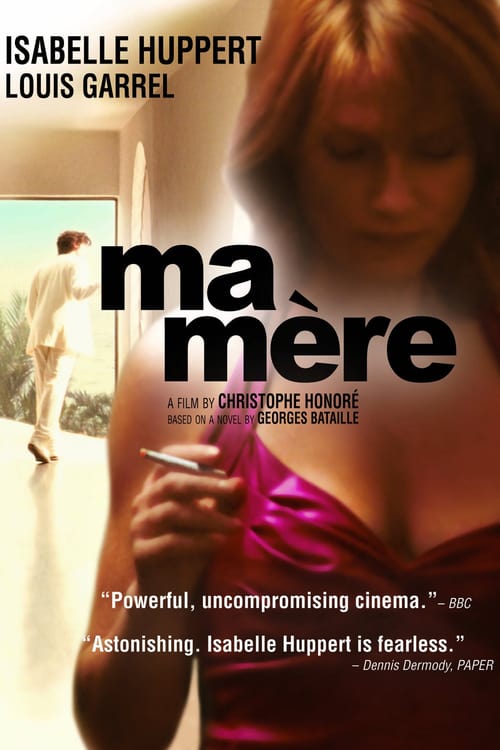 ISABELLE HUPPERT
LOUIS GARREL
ma
mère
A FILM BY CHRISTOPHE HONORÉ
BASED ON A NOVEL BY GEORGES BATAILLE
“Powerful, uncompromising cinema.” – BBC
“Astonishing. Isabelle Huppert is fearless.”
– Dennis Dermody, PAPER